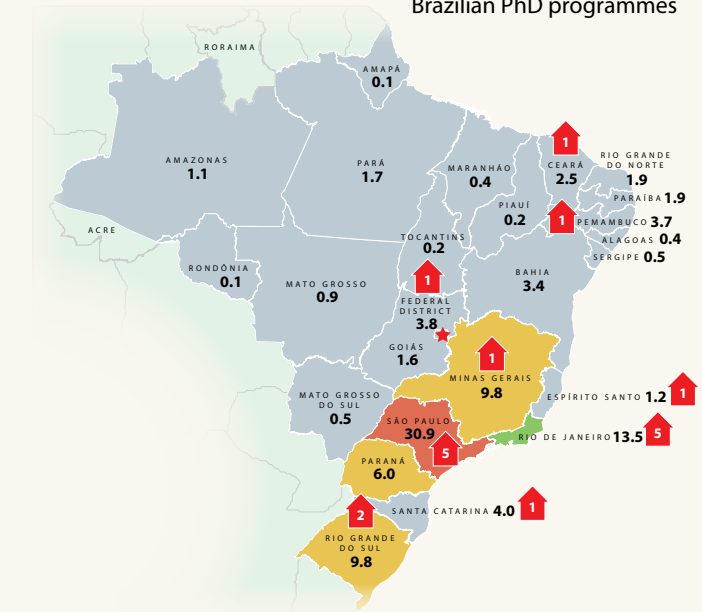 Brazilian PhD programmes
RORAIMA
AMAPÁ
0.1
AMAZONAS
1.1
PARÁ
1.7
MARANHÁO
0.4
PIAUÍ
0.2
1
CEARÁ
2.5
RIO GRANDE
DO NORTE
1.9
PARAÍBA 1.9
1
PEMAMBUCO 3.7
ALAGOAS 0.4
SERGIPE 0.5
ACRE
RONDÔNIA
0.1
MATO GROSSO
0.9
TOCANTINS
0.2
1
BAHIA
3.4
FEDERAL
DISTRICT
3.8
GOIÁS
1.6
1
MINAS GERAIS
9.8
MATO GROSSO
DO SUL
0.5
ESPÍRITO SANTO 1.2 1
SÃO PAULO
30.9
5
RIO DE JANEIRO 13.5 5
PARANÁ
6.0
2
SANTA CATARINA 4.0 1
RIO GRANDE
DO SUL
9.8